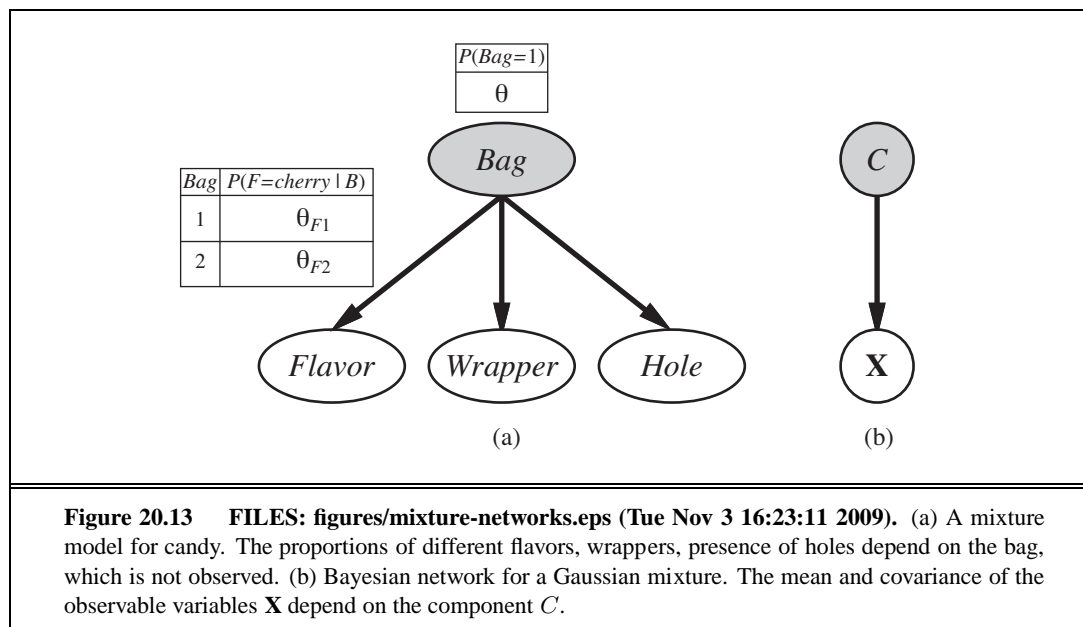 P(Bag=1)
θ
Bag
C
Bag P(F=cherry | B)
1 θF1
2 θF2
Flavor Wrapper Hole X
(a) (b)
Figure 20.13 FILES: figures/mixture-networks.eps (Tue Nov 3 16:23:11 2009). (a) A mixture
model for candy. The proportions of different flavors, wrappers, presence of holes depend on the bag,
which is not observed. (b) Bayesian network for a Gaussian mixture. The mean and covariance of the
observable variables X depend on the component C.